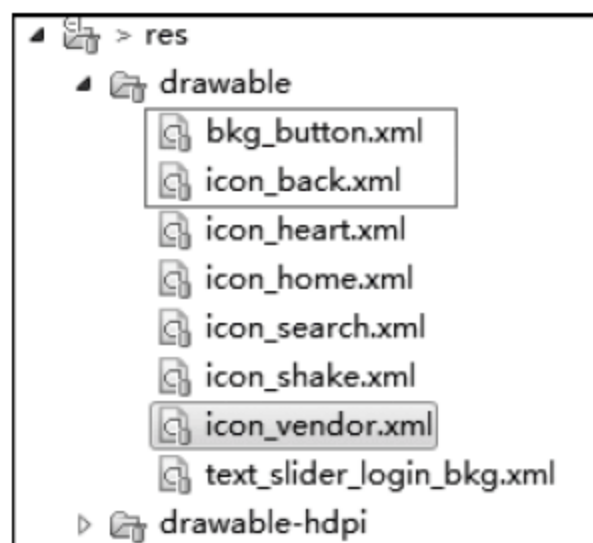 > res
drawable
bkg_button.xml
icon_back.xml
icon_heart.xml
icon_home.xml
icon_search.xml
icon_shake.xml
icon_vendor.xml
text_slider_login_bkg.xml
drawable-hdpi